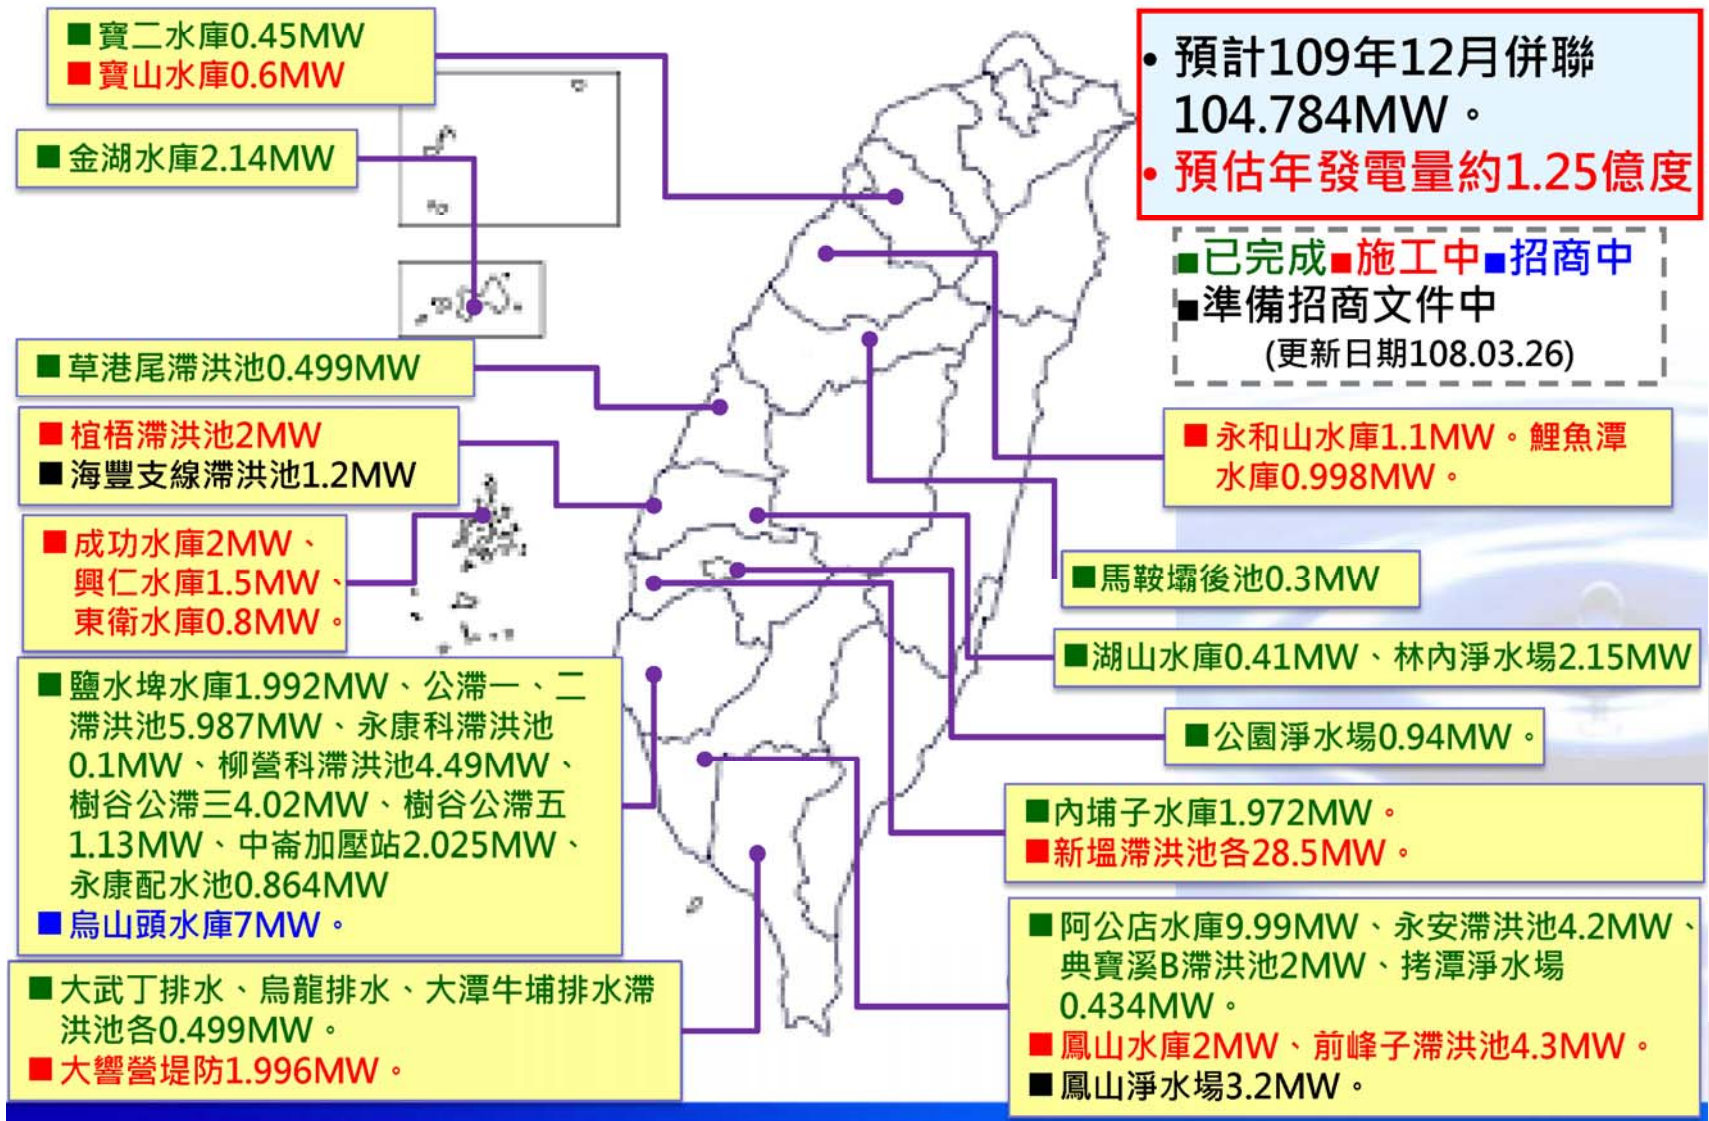 ■寶二水庫0.45MW
■寶山水庫0.6MW
■金湖水庫2.14MW
■草港尾滯洪池0.499MW
■椬梧滯洪池2MW
■海豐支線滯洪池1.2MW
■成功水庫2MW、
興仁水庫1.5MW、
東衛水庫0.8MW。
■鹽水埤水庫1.992MW、公滯一、二
滯洪池5.987MW、永康科滯洪池
0.1MW、柳營科滯洪池4.49MW、
樹谷公滯三4.02MW、樹谷公滯五
1.13MW、中崙加壓站2.025MW、
永康配水池0.864MW
■烏山頭水庫7MW。
■大武丁排水、烏龍排水、大潭牛埔排水滯
洪池各0.499MW。
■大響營堤防1.996MW。
• 預計109年12月併聯
104.784MW。
• 預估年發電量約1.25億度
■已完成■施工中■招商中
■準備招商文件中
(更新日期108.03.26)
■永和山水庫1.1MW。鯉魚潭
水庫0.998MW。
■馬鞍壩後池0.3MW
■湖山水庫0.41MW、林內淨水場2.15MW
■公園淨水場0.94MW。
■內埔子水庫1.972MW。
■新塭滯洪池各28.5MW。
■阿公店水庫9.99MW、永安滯洪池4.2MW、
典寶溪B滯洪池2MW、拷潭淨水場
0.434MW。
■鳳山水庫2MW、前峰子滯洪池4.3MW。
■鳳山淨水場3.2MW。